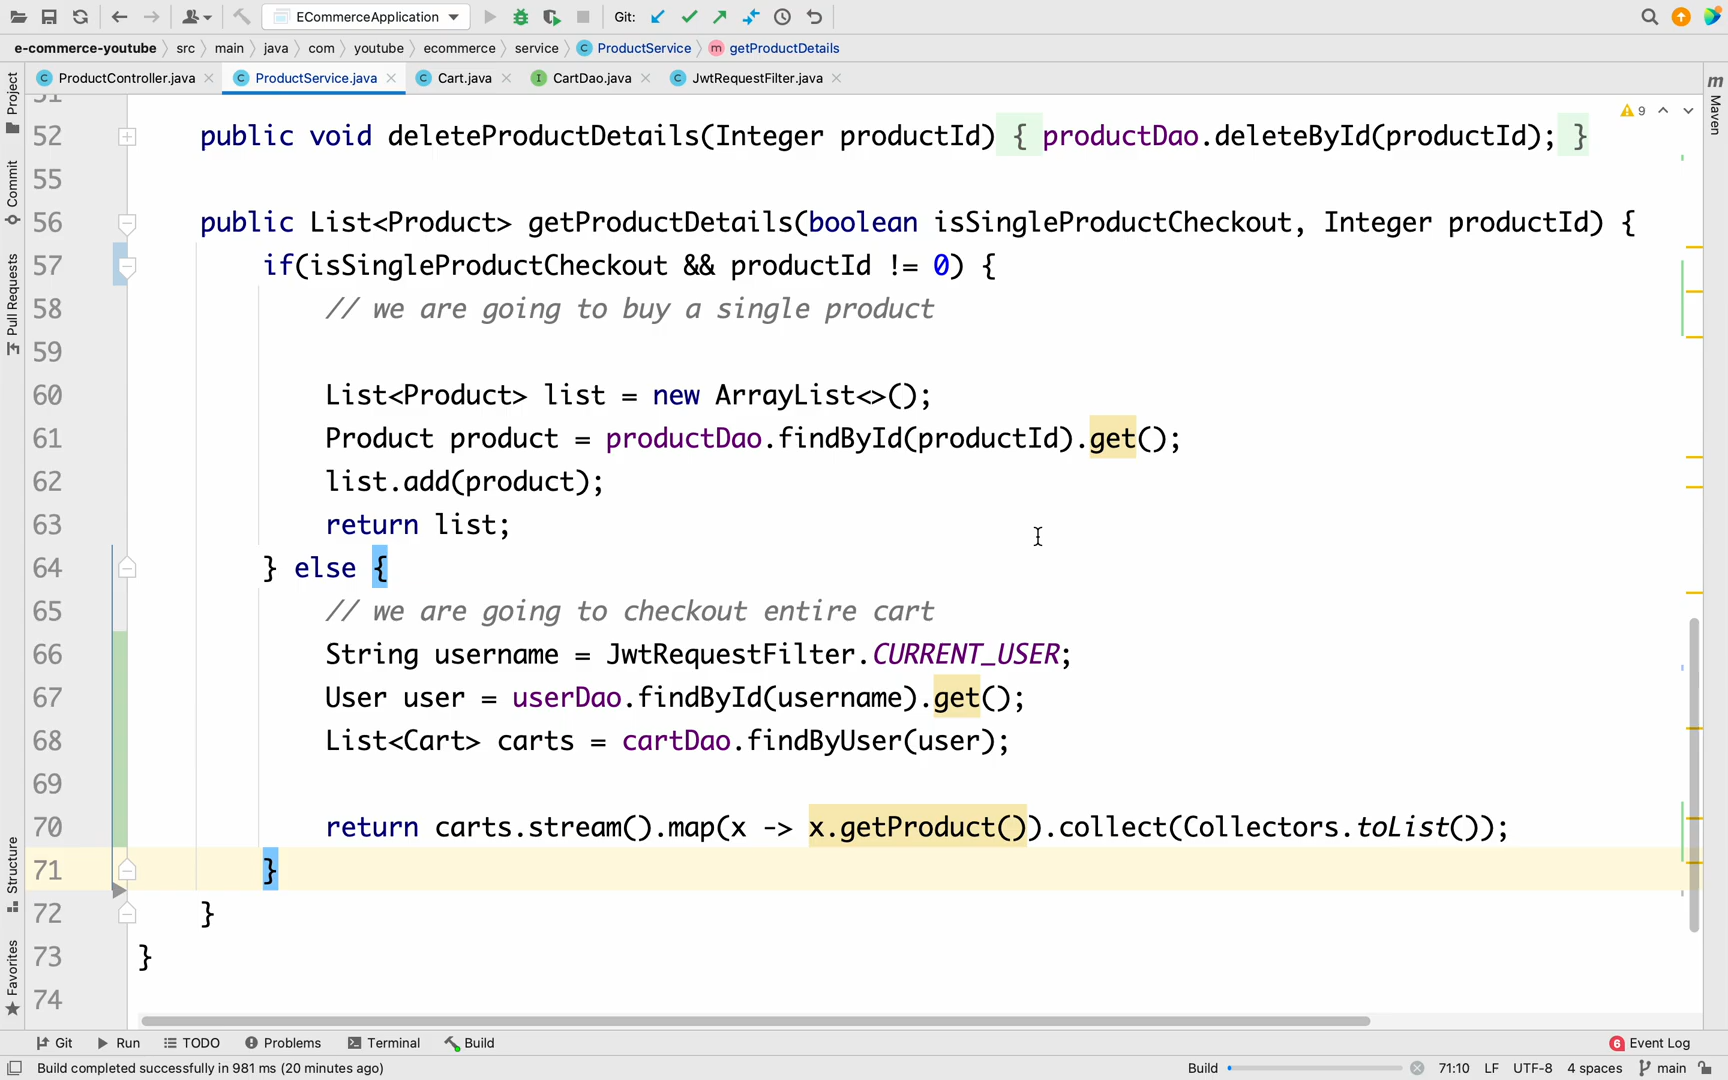 ECommerceApplication
Git:
e-commerce-youtube src main java com youtube ecommerce service ProductService getProductDetails
ProductController.java ProductService.java Cart.java CartDao.java JwtRequestFilter.java
51
9
52 public void deleteProductDetails(Integer productId) { productDao.deleteById(productId); }
55
56 public List<Product> getProductDetails(boolean isSingleProductCheckout, Integer productId) {
57 if(isSingleProductCheckout && productId != 0) {
58 // we are going to buy a single product
59
60 List<Product> list = new ArrayList<>();
61 Product product = productDao.findById(productId).get();
62 list.add(product);
63 return list;
64 } else {
65 // we are going to checkout entire cart
66 String username = JwtRequestFilter.CURRENT_USER;
67 User user = userDao.findById(username).get();
68 List<Cart> carts = cartDao.findByUser(user);
69
70 return carts.stream().map(x -> x.getProduct()).collect(Collectors.toList());
71 }
72 }
73 }
74
Project
Commit
Pull Requests
Structure
Favorites
m Maven
Git Run TODO Problems Terminal Build 6 Event Log
Build completed successfully in 981 ms (20 minutes ago) Build 71:10 LF UTF-8 4 spaces main